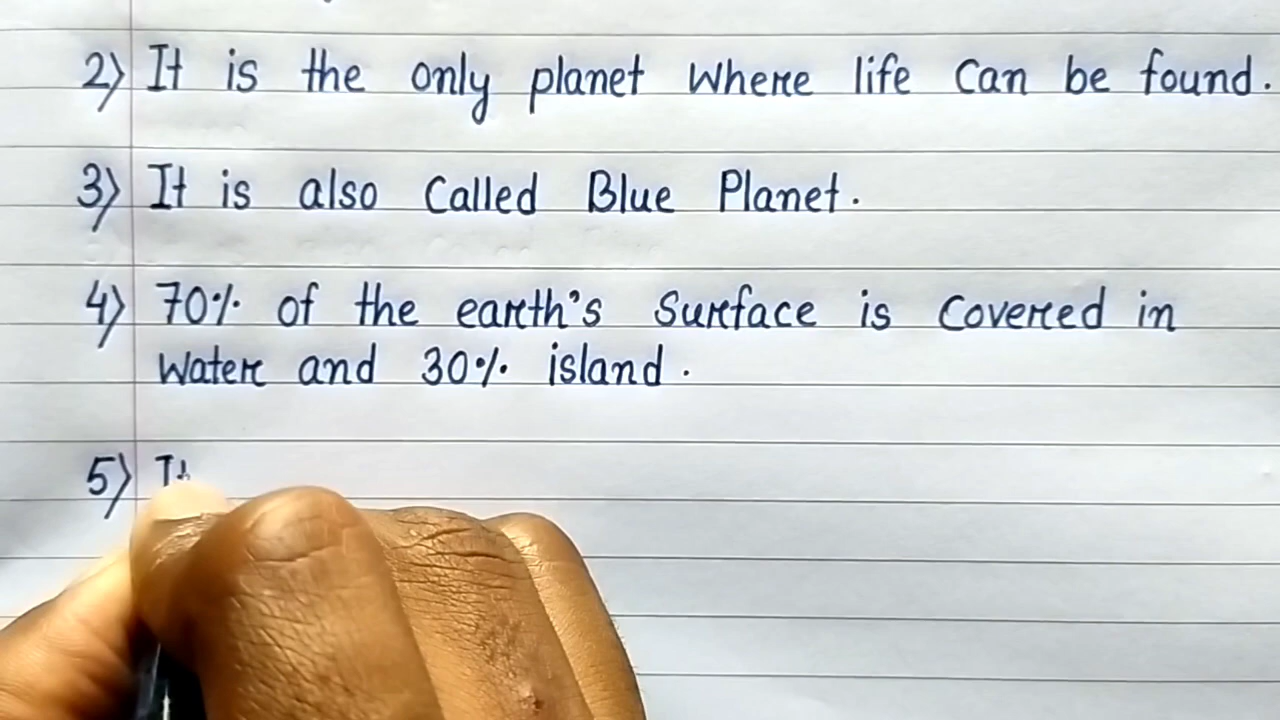 2) It is the only planet where life can be found.
3) It is also called Blue Planet.
4) 70% of the earth's surface is covered in
water and 30% island.
5) It